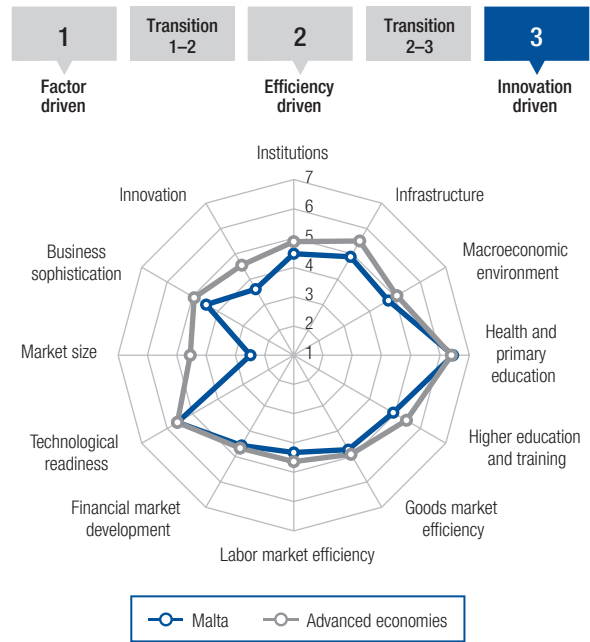 1
Transition
1–2
2
Transition
2–3
3
Factor
driven
Efficiency
driven
Innovation
driven
Institutions
7
Innovation
Infrastructure
6
5
Business
sophistication
Macroeconomic
environment
4
3
2
Market size
1
Health and
primary
education
Technological
readiness
Higher education
and training
Financial market
development
Goods market
efficiency
Labor market efficiency
Malta
Advanced economies